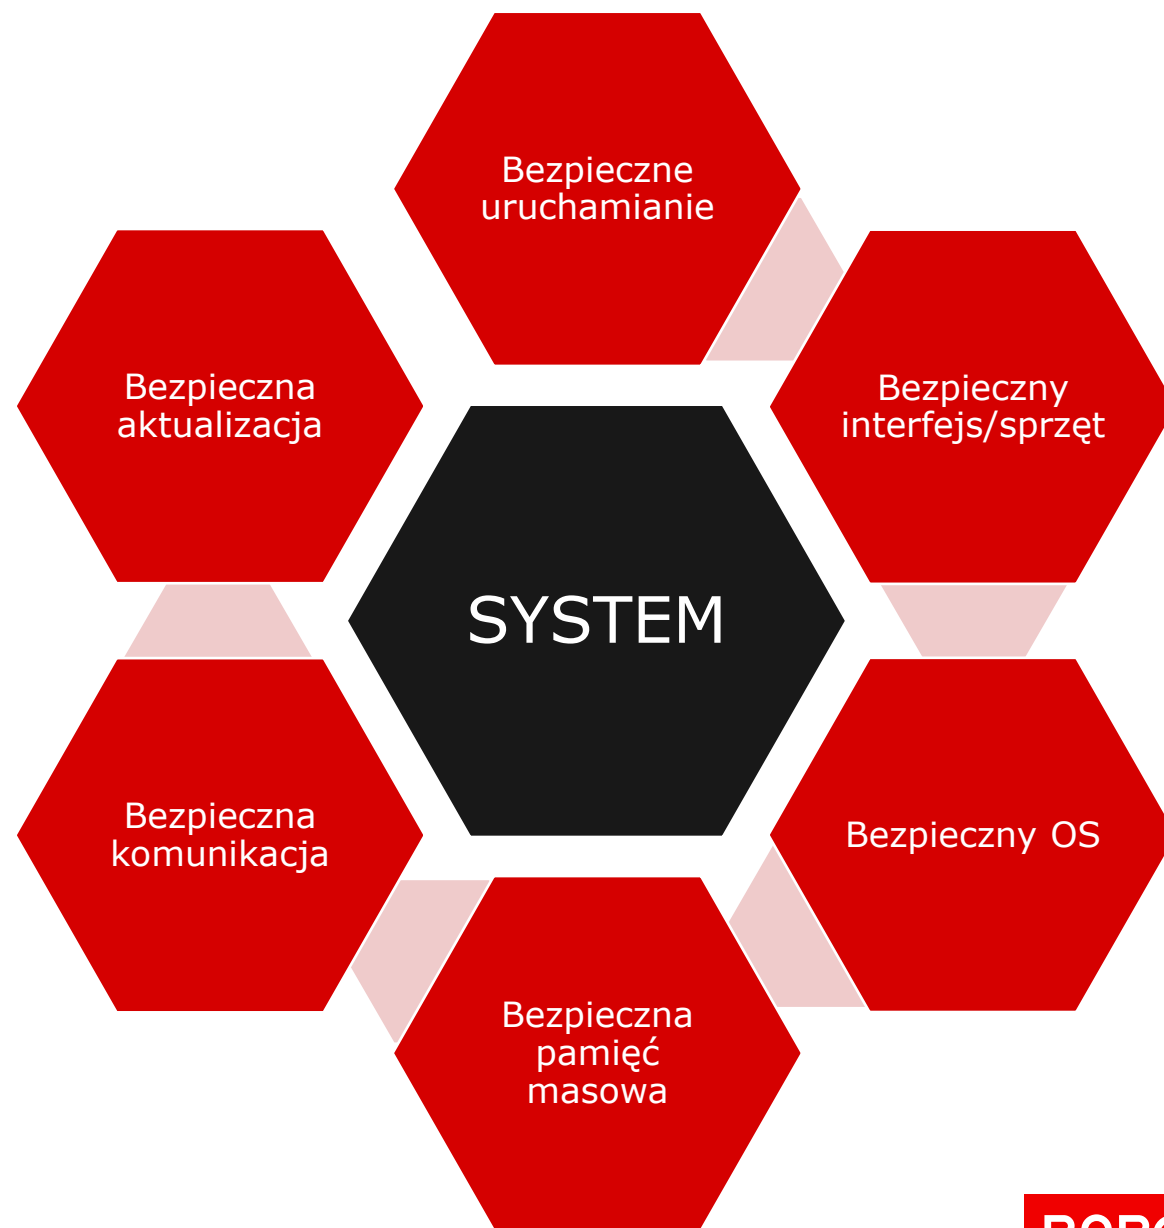 Bezpieczne
uruchamianie
Bezpieczna
aktualizacja
Bezpieczny
interfejs/sprzęt
SYSTEM
Bezpieczna
komunikacja
Bezpieczny OS
Bezpieczna
pamięć
masowa